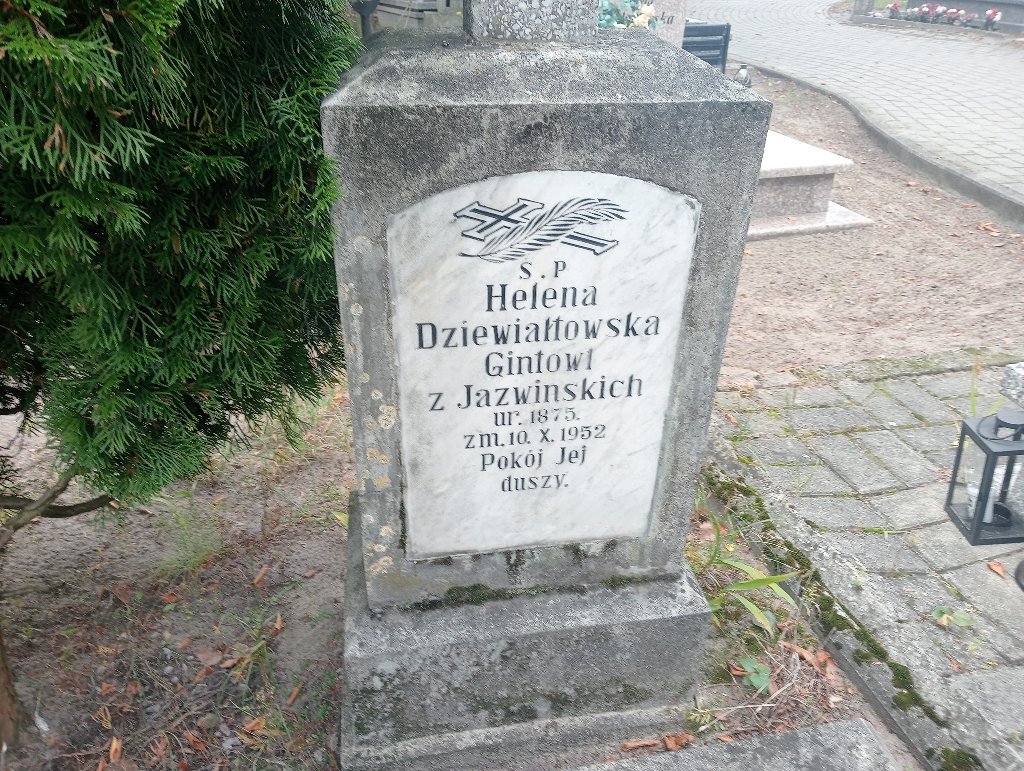 S.P
Helena
Dziewiałtowska
Gintowt
z Jazwinskich
ur. 1875.
zm. 10. X. 1952
Pokój Jej
duszy.